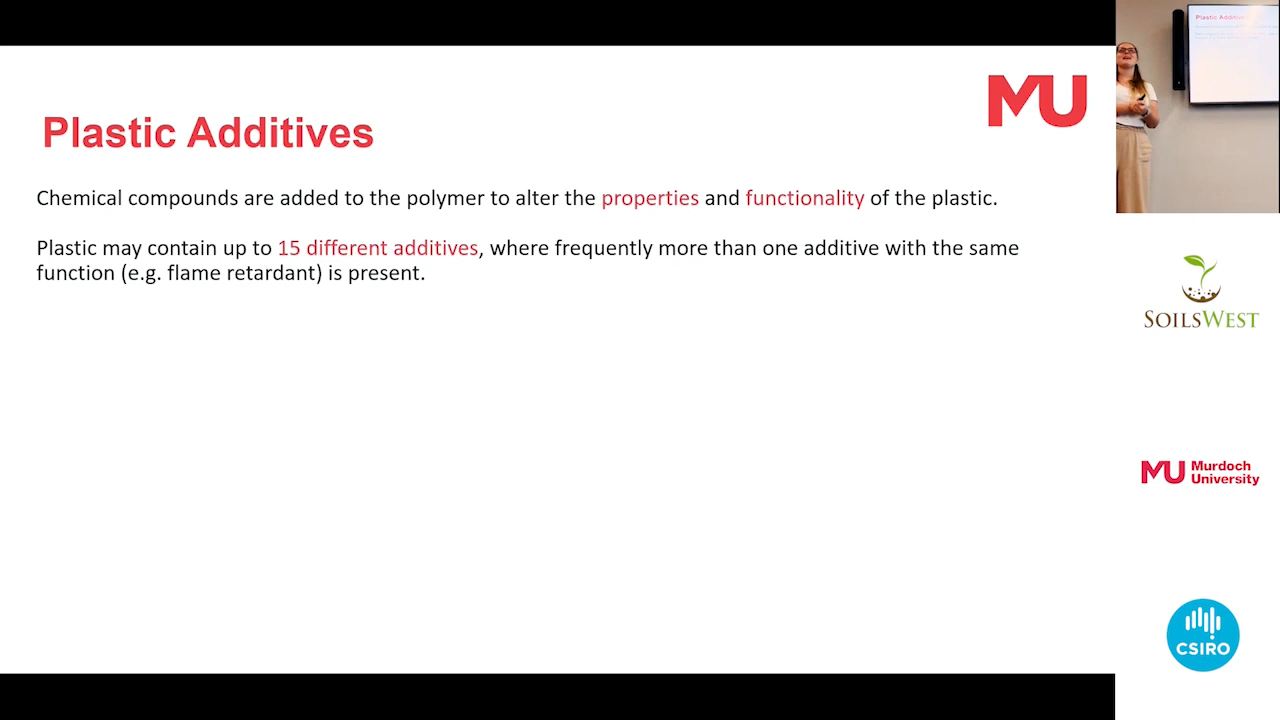 MU
Plastic Additives
Chemical compounds are added to the polymer to alter the properties and functionality of the plastic.
Plastic may contain up to 15 different additives, where frequently more than one additive with the same
function (e.g. flame retardant) is present.
Plastic Additives
SOILSWEST
MU Murdoch
University
CSIRO